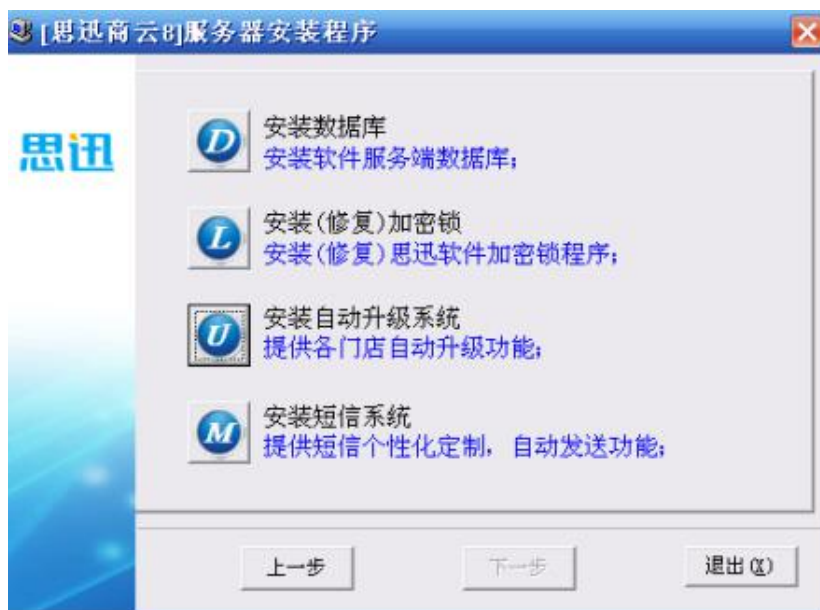 [思迅商云8]服务器安装程序
思迅
D
安装数据库
安装软件服务端数据库;
L
安装(修复)加密锁
安装(修复)思迅软件加密锁程序;
U
安装自动升级系统
提供各门店自动升级功能;
M
安装短信系统
提供短信个性化定制, 自动发送功能;
上一步
下一步
退出(X)